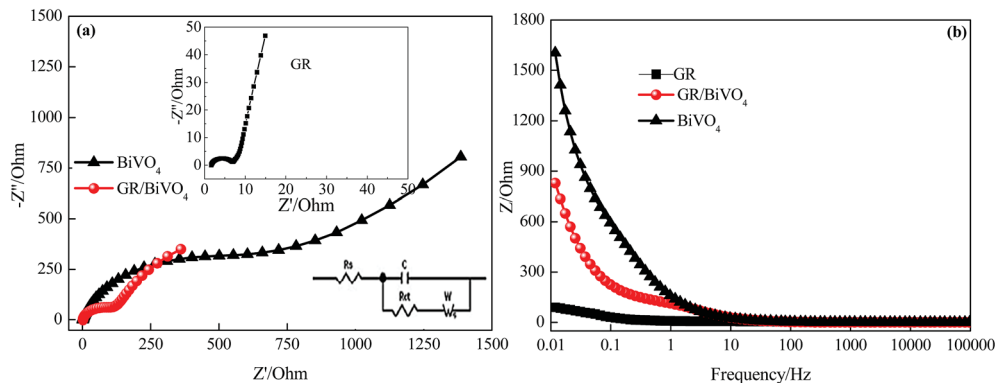 (a)
1500
1250
1000
750
500
250
0
-Z''/Ohm
0 250 500 750 1000 1250 1500
Z'/Ohm
BiVO4
GR/BiVO4
50
40
30
20
10
0
-Z''/Ohm
0 10 20 30 40 50
Z'/Ohm
GR
Rs
C
Rct
W
s
(b)
1800
1500
1200
900
600
300
0
Z/Ohm
0.01 0.1 1 10 100 1000 10000 100000
Frequency/Hz
GR
GR/BiVO4
BiVO4